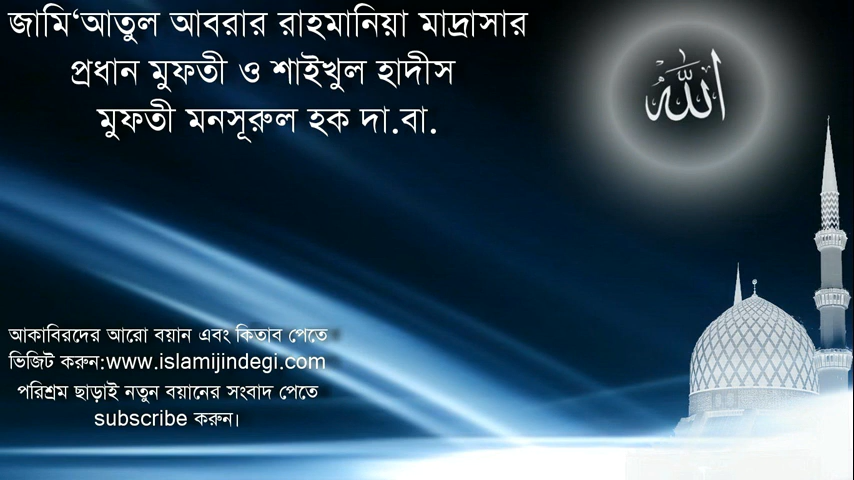 জামি‘আতুল আবরার রাহমানিয়া মাদ্রাসার
প্রধান মুফতী ও শাইখুল হাদীস
মুফতী মনসূরুল হক দা.বা.
الله
আকাবিরদের আরো বয়ান এবং কিতাব পেতে
ভিজিট করুন:www.islamijindegi.com
পরিশ্রম ছাড়াই নতুন বয়ানের সংবাদ পেতে
subscribe করুন।